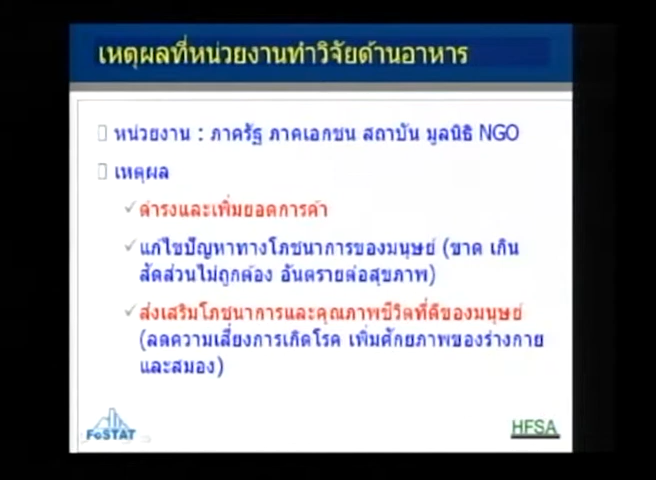 เหตุผลที่หน่วยงานทำวิจัยด้านอาหาร
หน่วยงาน : ภาครัฐ ภาคเอกชน สถาบัน มูลนิธิ NGO
เหตุผล
✓ ดำรงและเพิ่มยอดการค้า
✓ แก้ไขปัญหาทางโภชนาการของมนุษย์ (ขาด เกิน
สัดส่วนไม่ถูกต้อง อันตรายต่อสุขภาพ)
✓ ส่งเสริมโภชนาการและคุณภาพชีวิตที่ดีของมนุษย์
(ลดความเสี่ยงการเกิดโรค เพิ่มศักยภาพของร่างกาย
และสมอง)
FoSTAT
HFSA